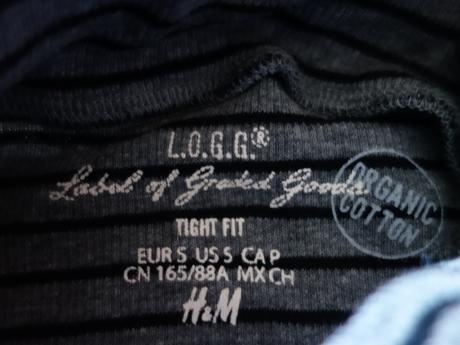 L.O.G.G.®
Label of Graded Goods
ORGANIC
COTTON
TIGHT FIT
EUR S US S CA P
CN 165/88A MX CH
H&M